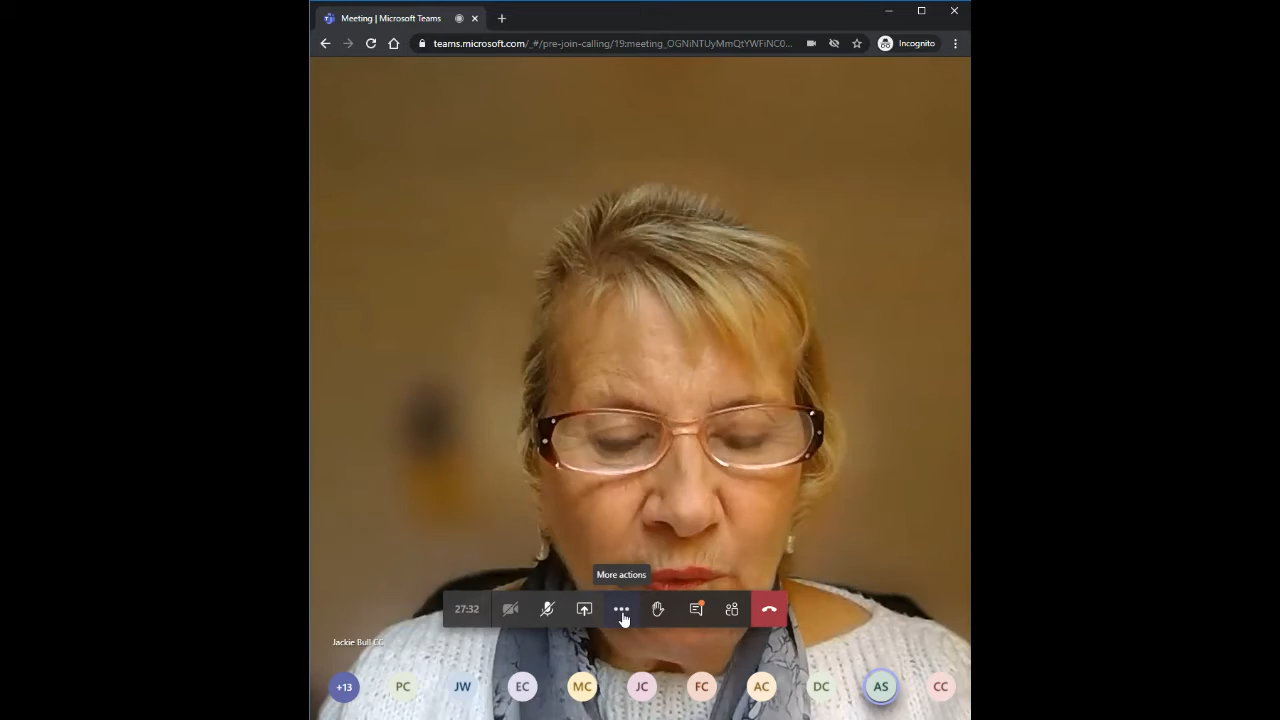 Meeting | Microsoft Teams
teams.microsoft.com/_#/pre-join-calling/19:meeting_OGNiNTUyMmQtYWFiNC0...
Incognito
More actions
27:32
Jackie Bull CC
+13 PC JW EC MC JC FC AC DC AS CC